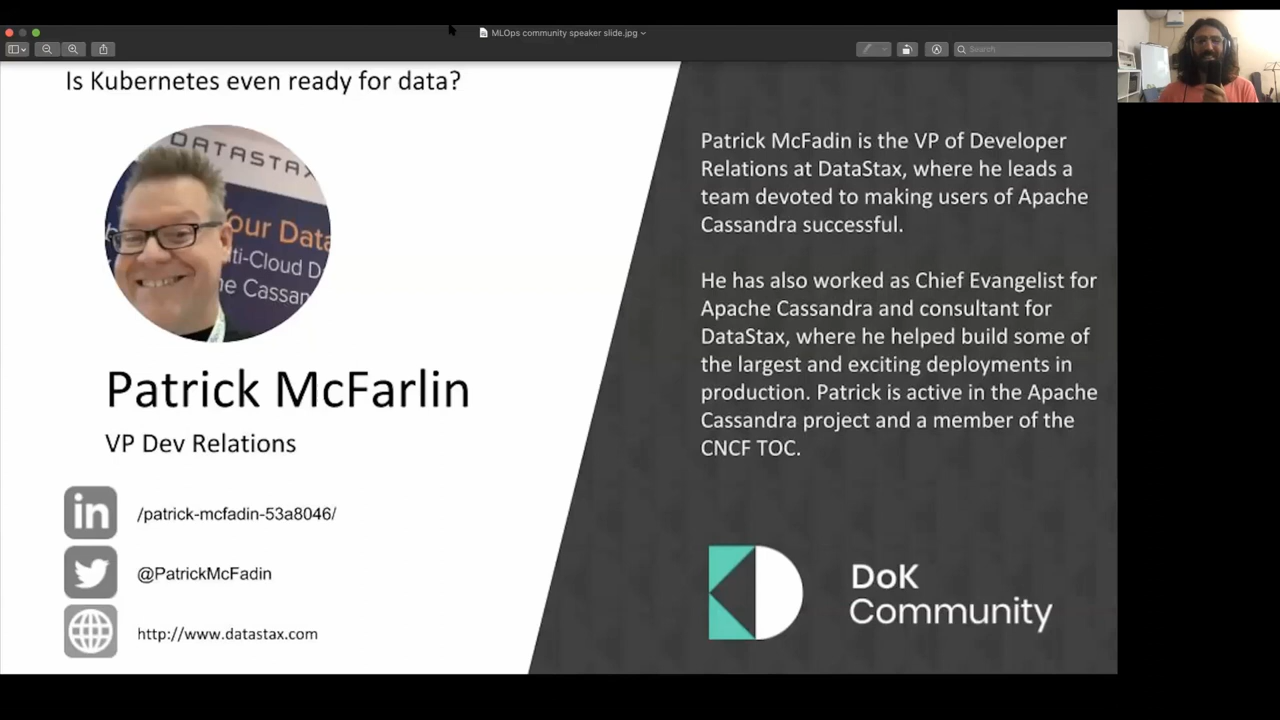 MLOps community speaker slide.jpg
Search
Is Kubernetes even ready for data?
DATASTAX
Your Data
Patrick McFarlin
VP Dev Relations
/patrick-mcfadin-53a8046/
@PatrickMcFadin
http://www.datastax.com
Patrick McFadin is the VP of Developer
Relations at DataStax, where he leads a
team devoted to making users of Apache
Cassandra successful.
He has also worked as Chief Evangelist for
Apache Cassandra and consultant for
DataStax, where he helped build some of
the largest and exciting deployments in
production. Patrick is active in the Apache
Cassandra project and a member of the
CNCF TOC.
DoK
Community